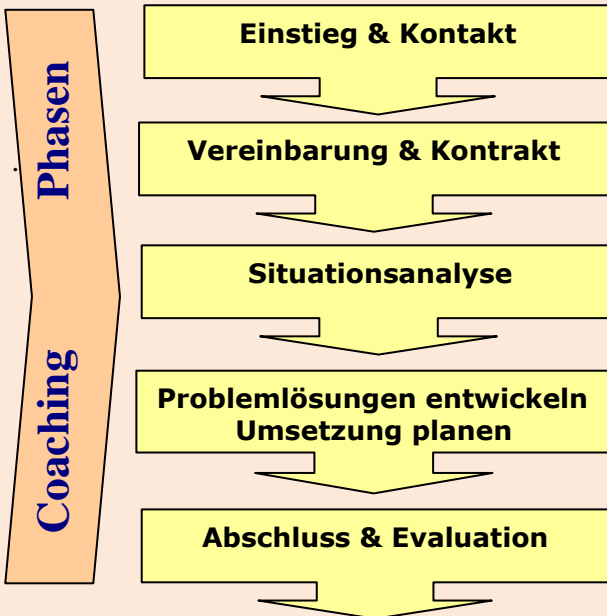 Coaching Phasen
Einstieg & Kontakt
Vereinbarung & Kontrakt
Situationsanalyse
Problemlösungen entwickeln
Umsetzung planen
Abschluss & Evaluation